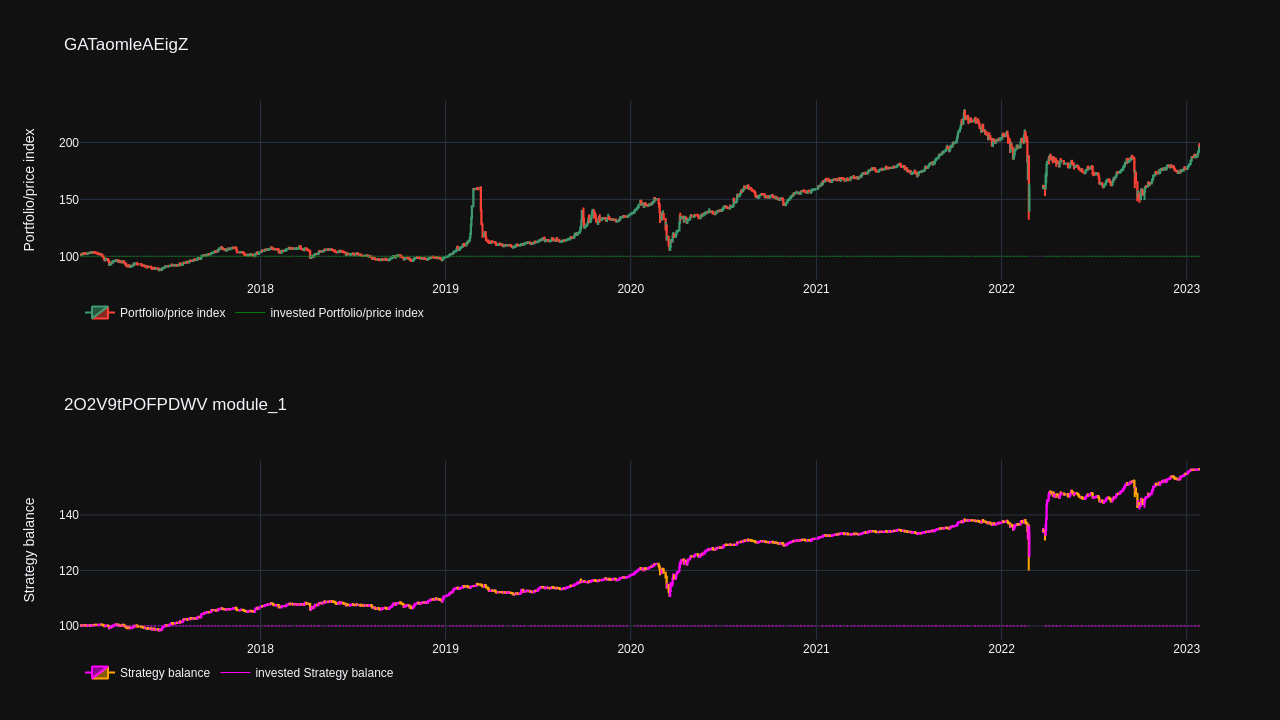 GATaomleAEigZ
Portfolio/price index
200
150
100
2018 2019 2020 2021 2022 2023
Portfolio/price index invested Portfolio/price index
2O2V9tPOFPDWV module_1
Strategy balance
140
120
100
2018 2019 2020 2021 2022 2023
Strategy balance invested Strategy balance